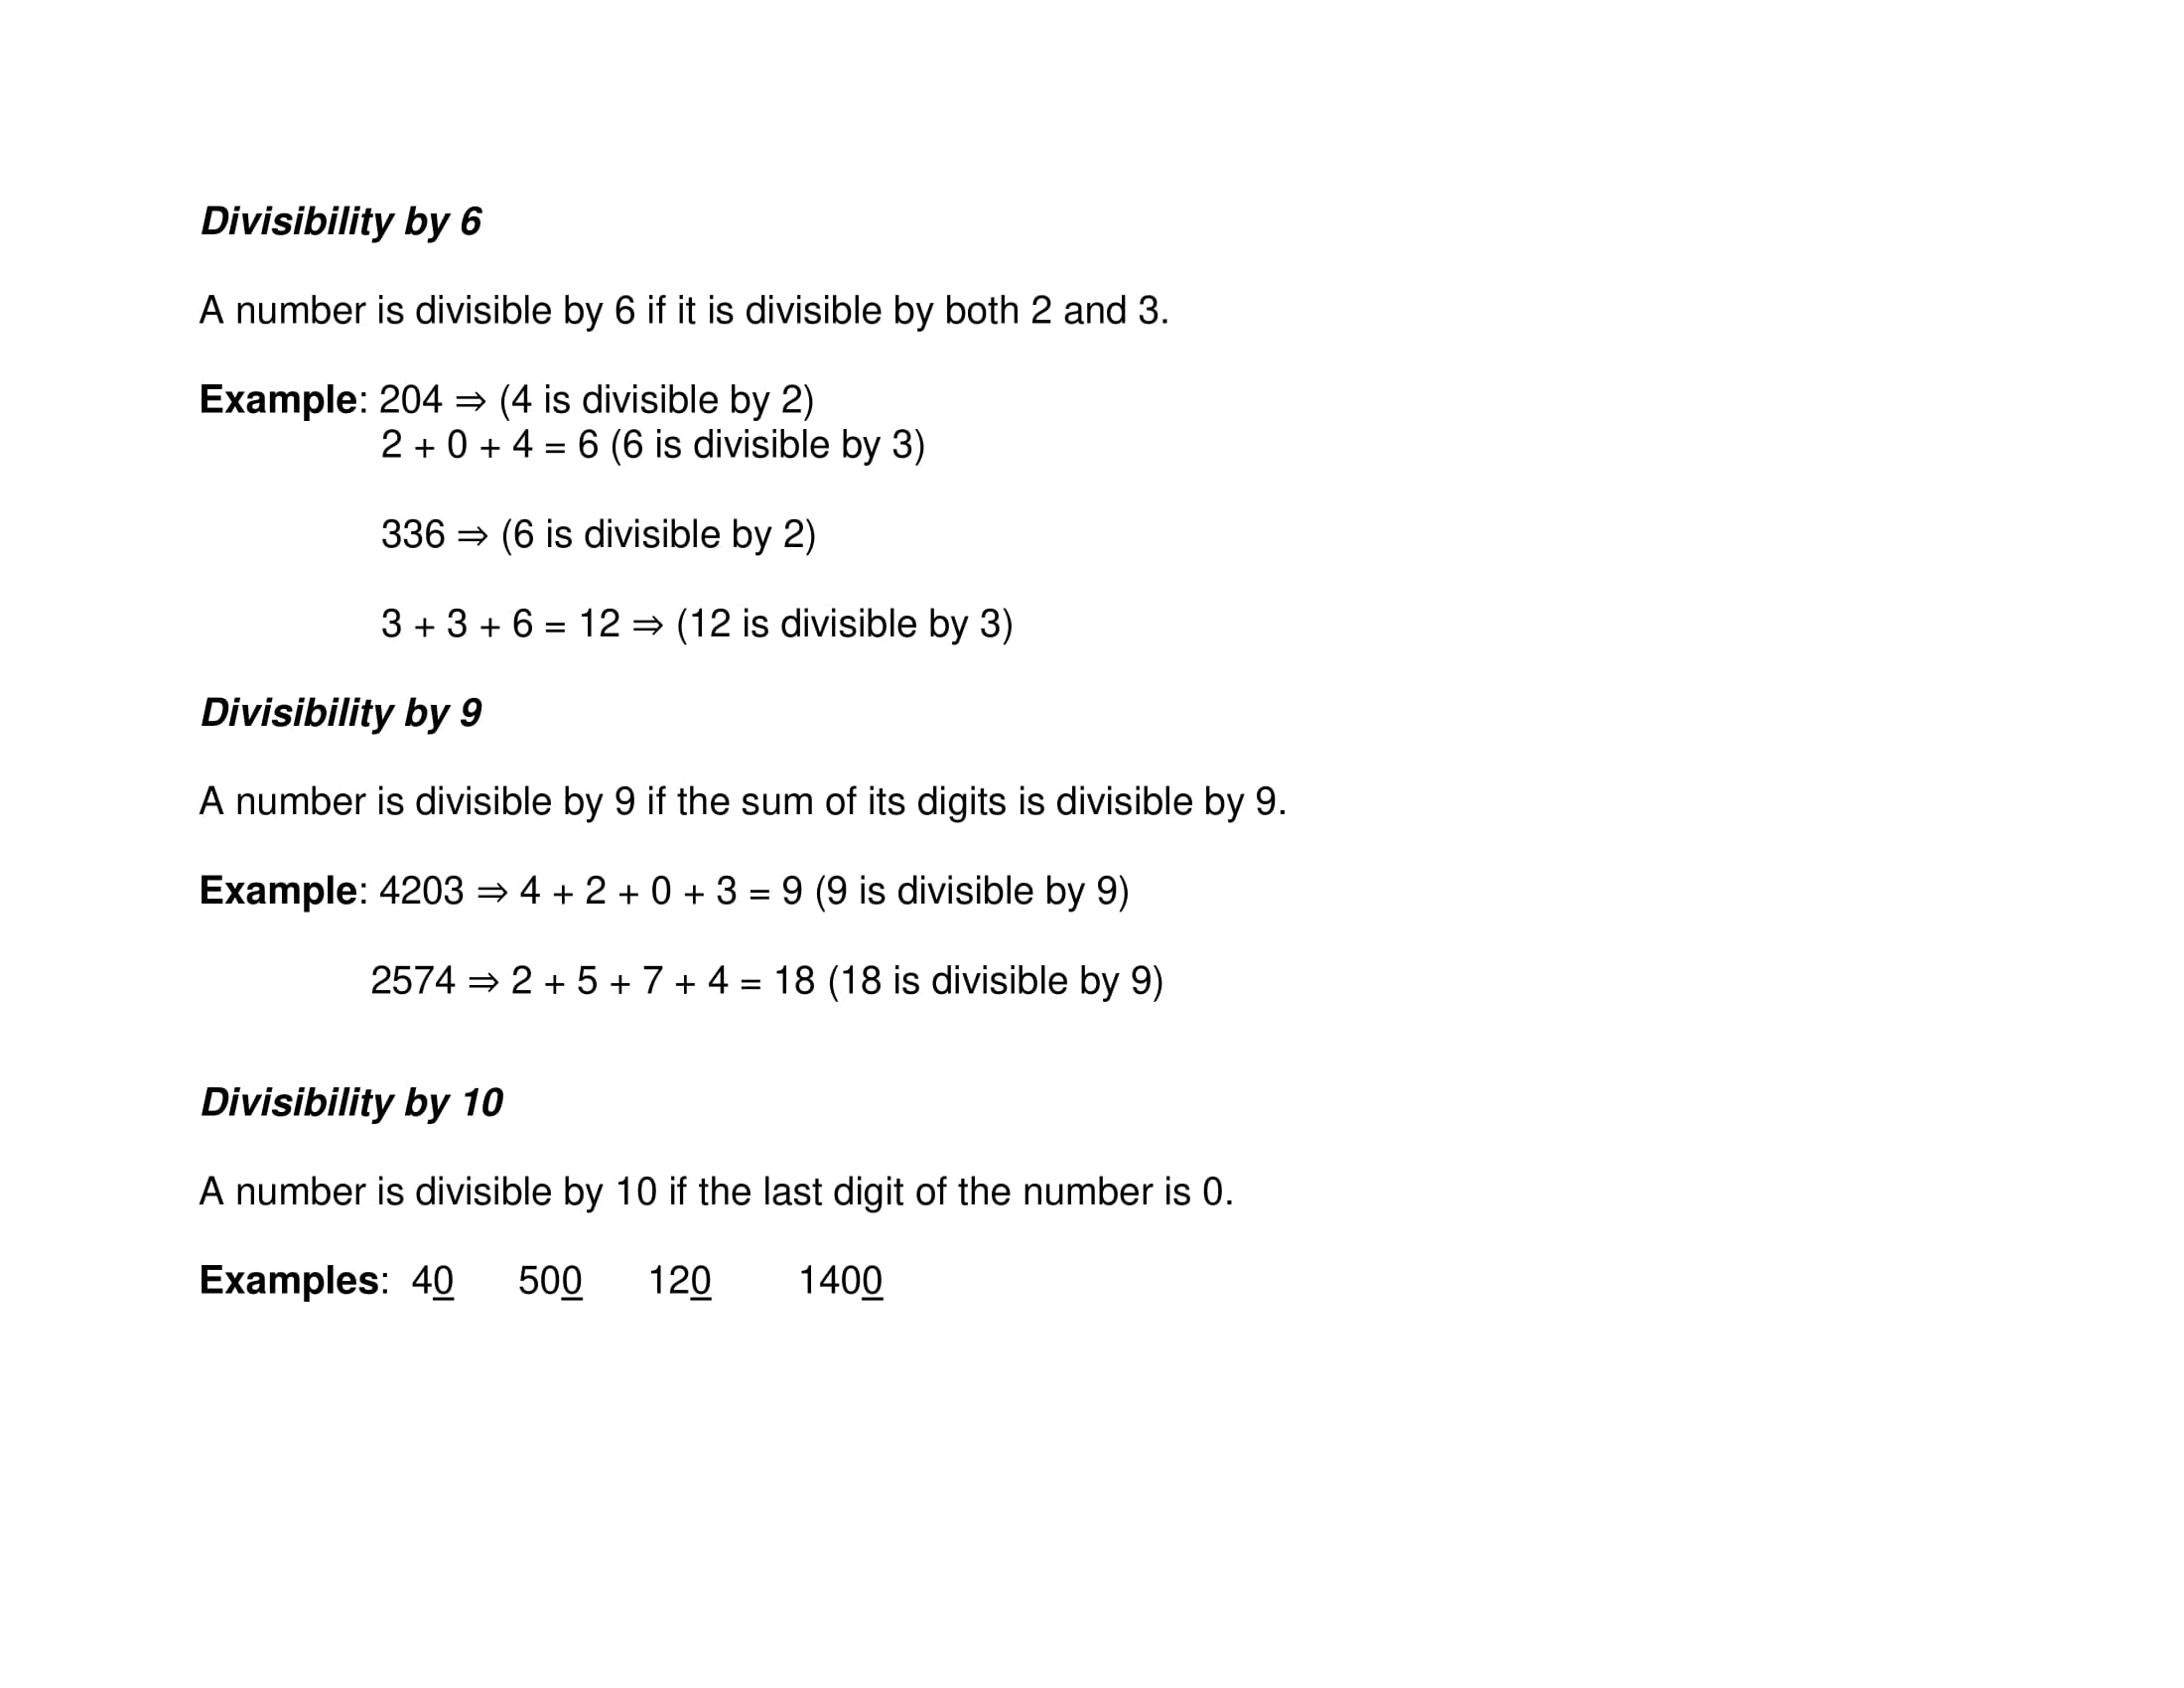 Divisibility by 6
A number is divisible by 6 if it is divisible by both 2 and 3.
Example: 204 ⇒ (4 is divisible by 2)
2 + 0 + 4 = 6 (6 is divisible by 3)
336 ⇒ (6 is divisible by 2)
3 + 3 + 6 = 12 ⇒ (12 is divisible by 3)
Divisibility by 9
A number is divisible by 9 if the sum of its digits is divisible by 9.
Example: 4203 ⇒ 4 + 2 + 0 + 3 = 9 (9 is divisible by 9)
2574 ⇒ 2 + 5 + 7 + 4 = 18 (18 is divisible by 9)
Divisibility by 10
A number is divisible by 10 if the last digit of the number is 0.
Examples: 40 500 120 1400